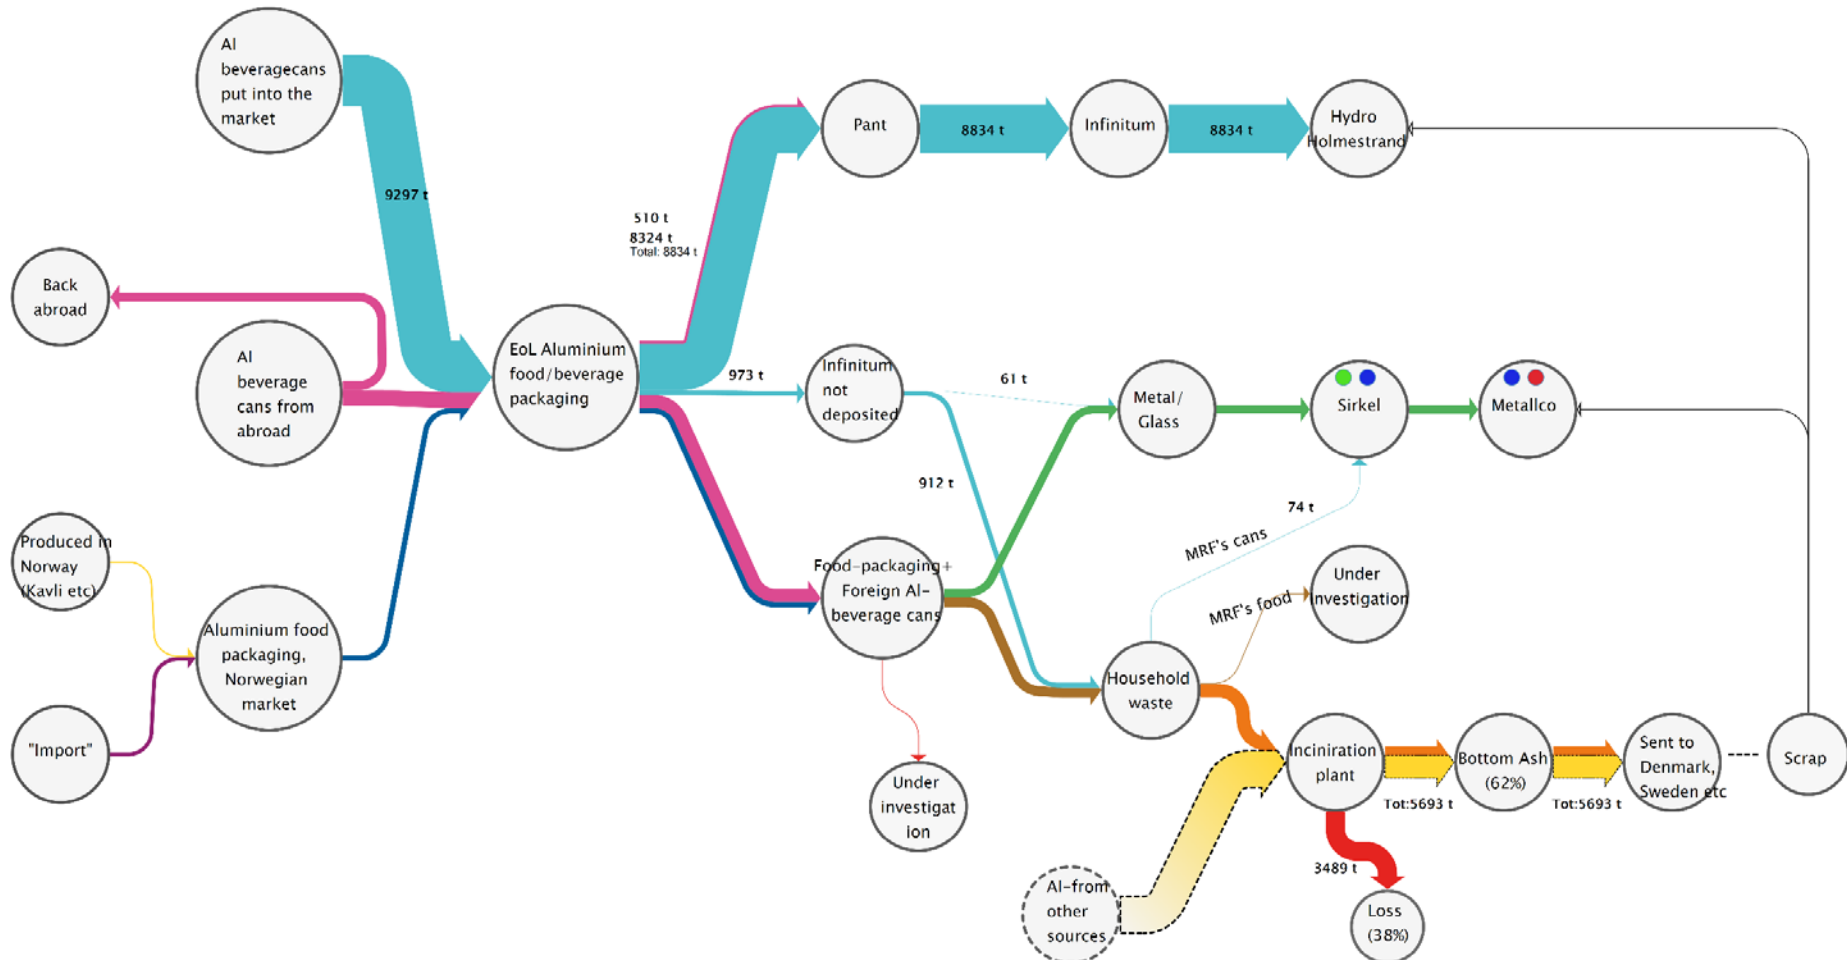 Al
beveragecans
put into the
market
9297 t
Back
abroad
Al
beverage
cans from
abroad
Produced in
Norway
(Kavli etc)
"Import"
Aluminium food
packaging,
Norwegian
market
EoL Aluminium
food/beverage
packaging
510 t
8324 t
Total: 8834 t
Pant
8834 t
Infinitum
8834 t
Hydro
Holmestrand
973 t
Infinitum
not
deposited
61 t
912 t
Metal/
Glass
Sirkel
Metallco
Food-packaging+
Foreign Al-
beverage cans
Under
investigat
ion
74 t
MRF's cans
MRF's food
Under
investigation
Household
waste
Inciniration
plant
Tot:5693 t
Bottom Ash
(62%)
Tot:5693 t
Sent to
Denmark,
Sweden etc
Scrap
3489 t
Loss
(38%)
Al-from
other
sources